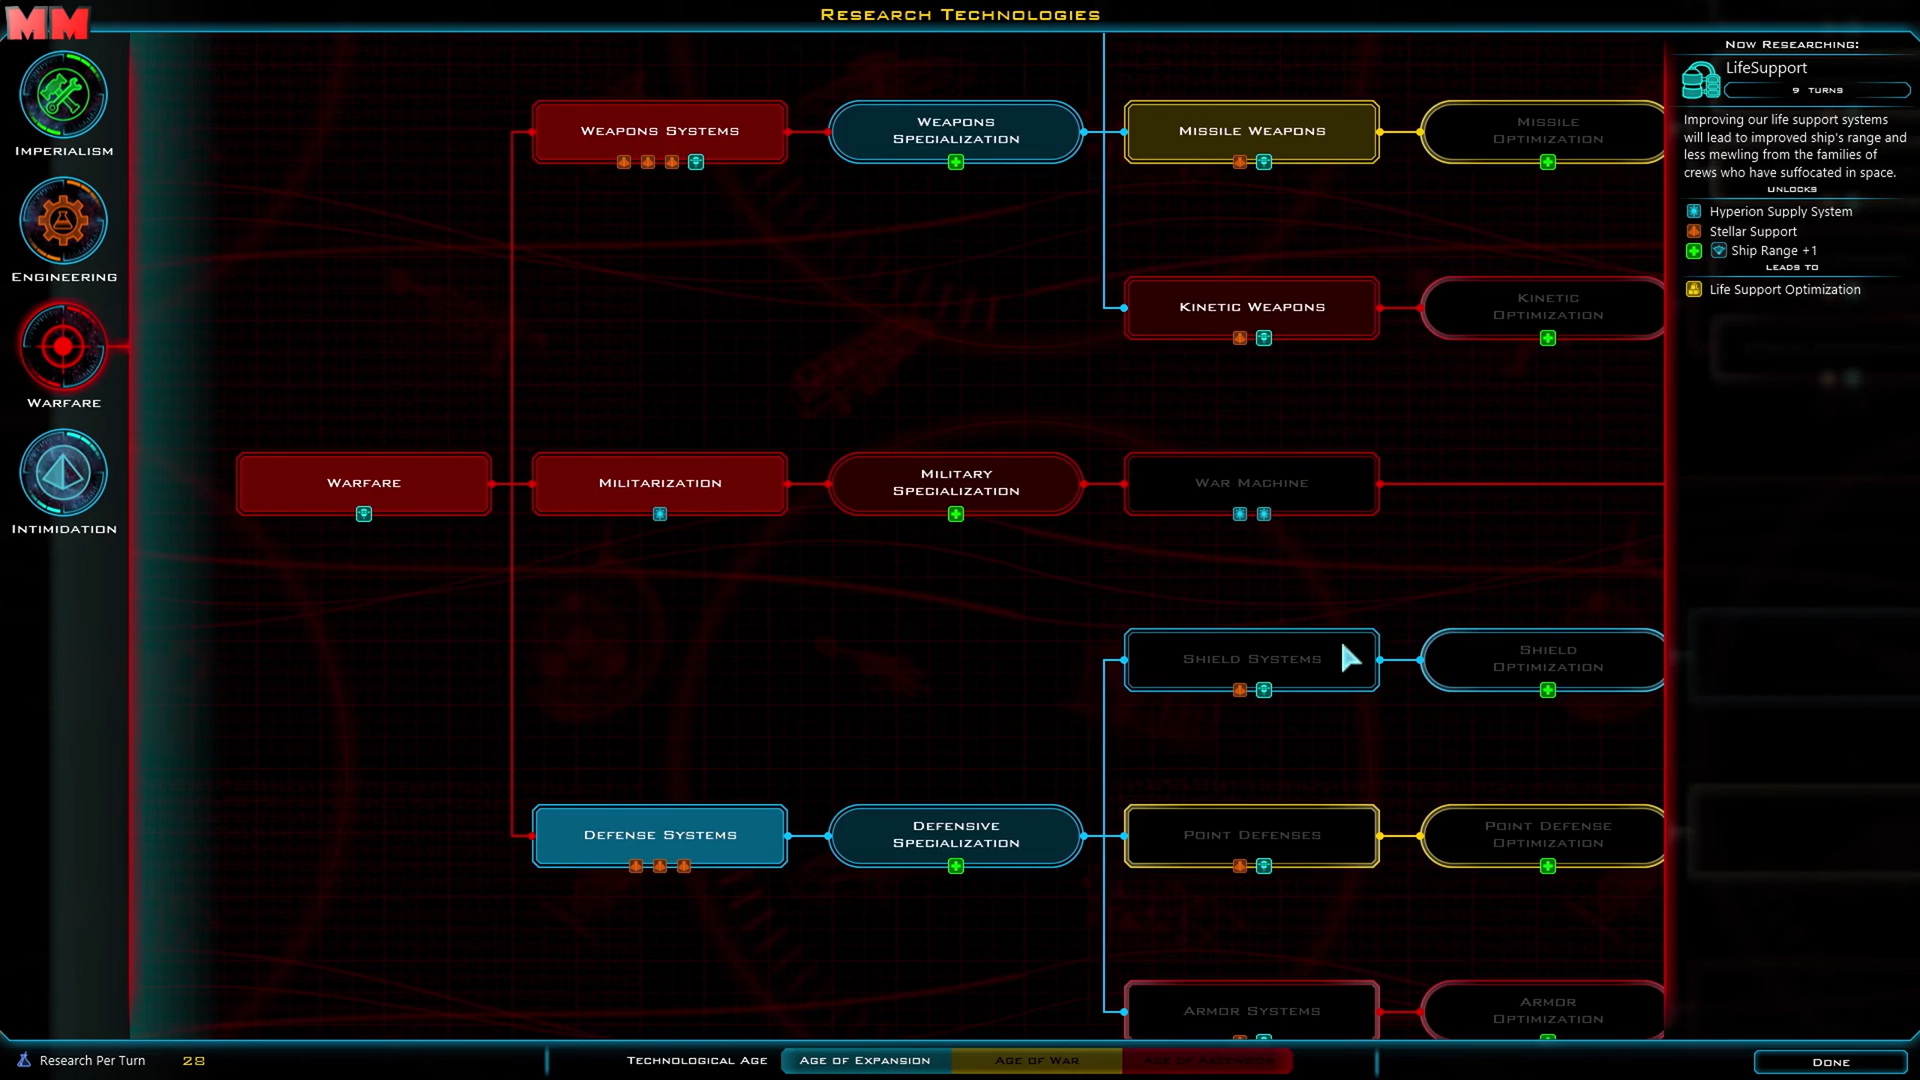 MM
Research Technologies
Imperialism
Engineering
Warfare
Intimidation
Weapons Systems
Weapons
Specialization
Missile Weapons
Missile
Optimization
Kinetic Weapons
Kinetic
Optimization
Warfare
Militarization
Military
Specialization
War Machine
Shield Systems
Shield
Optimization
Defense Systems
Defensive
Specialization
Point Defenses
Point Defense
Optimization
Armor Systems
Armor
Optimization
Now Researching:
LifeSupport
9 Turns
Improving our life support systems
will lead to improved ship's range and
less mewling from the families of
crews who have suffocated in space.
Unlocks
Hyperion Supply System
Stellar Support
Ship Range +1
Leads to
Life Support Optimization
Research Per Turn 28
Technological Age
Age of Expansion
Age of War
Age of Ascension
Done